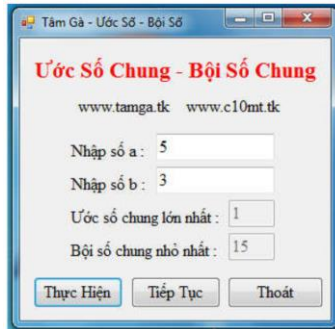 Tâm Gà - Ước Số - Bội Số
Ước Số Chung - Bội Số Chung
www.tamga.tk www.c10mt.tk
Nhập số a : 5
Nhập số b : 3
Ước số chung lớn nhất : 1
Bội số chung nhỏ nhất : 15
Thực Hiện Tiếp Tục Thoát